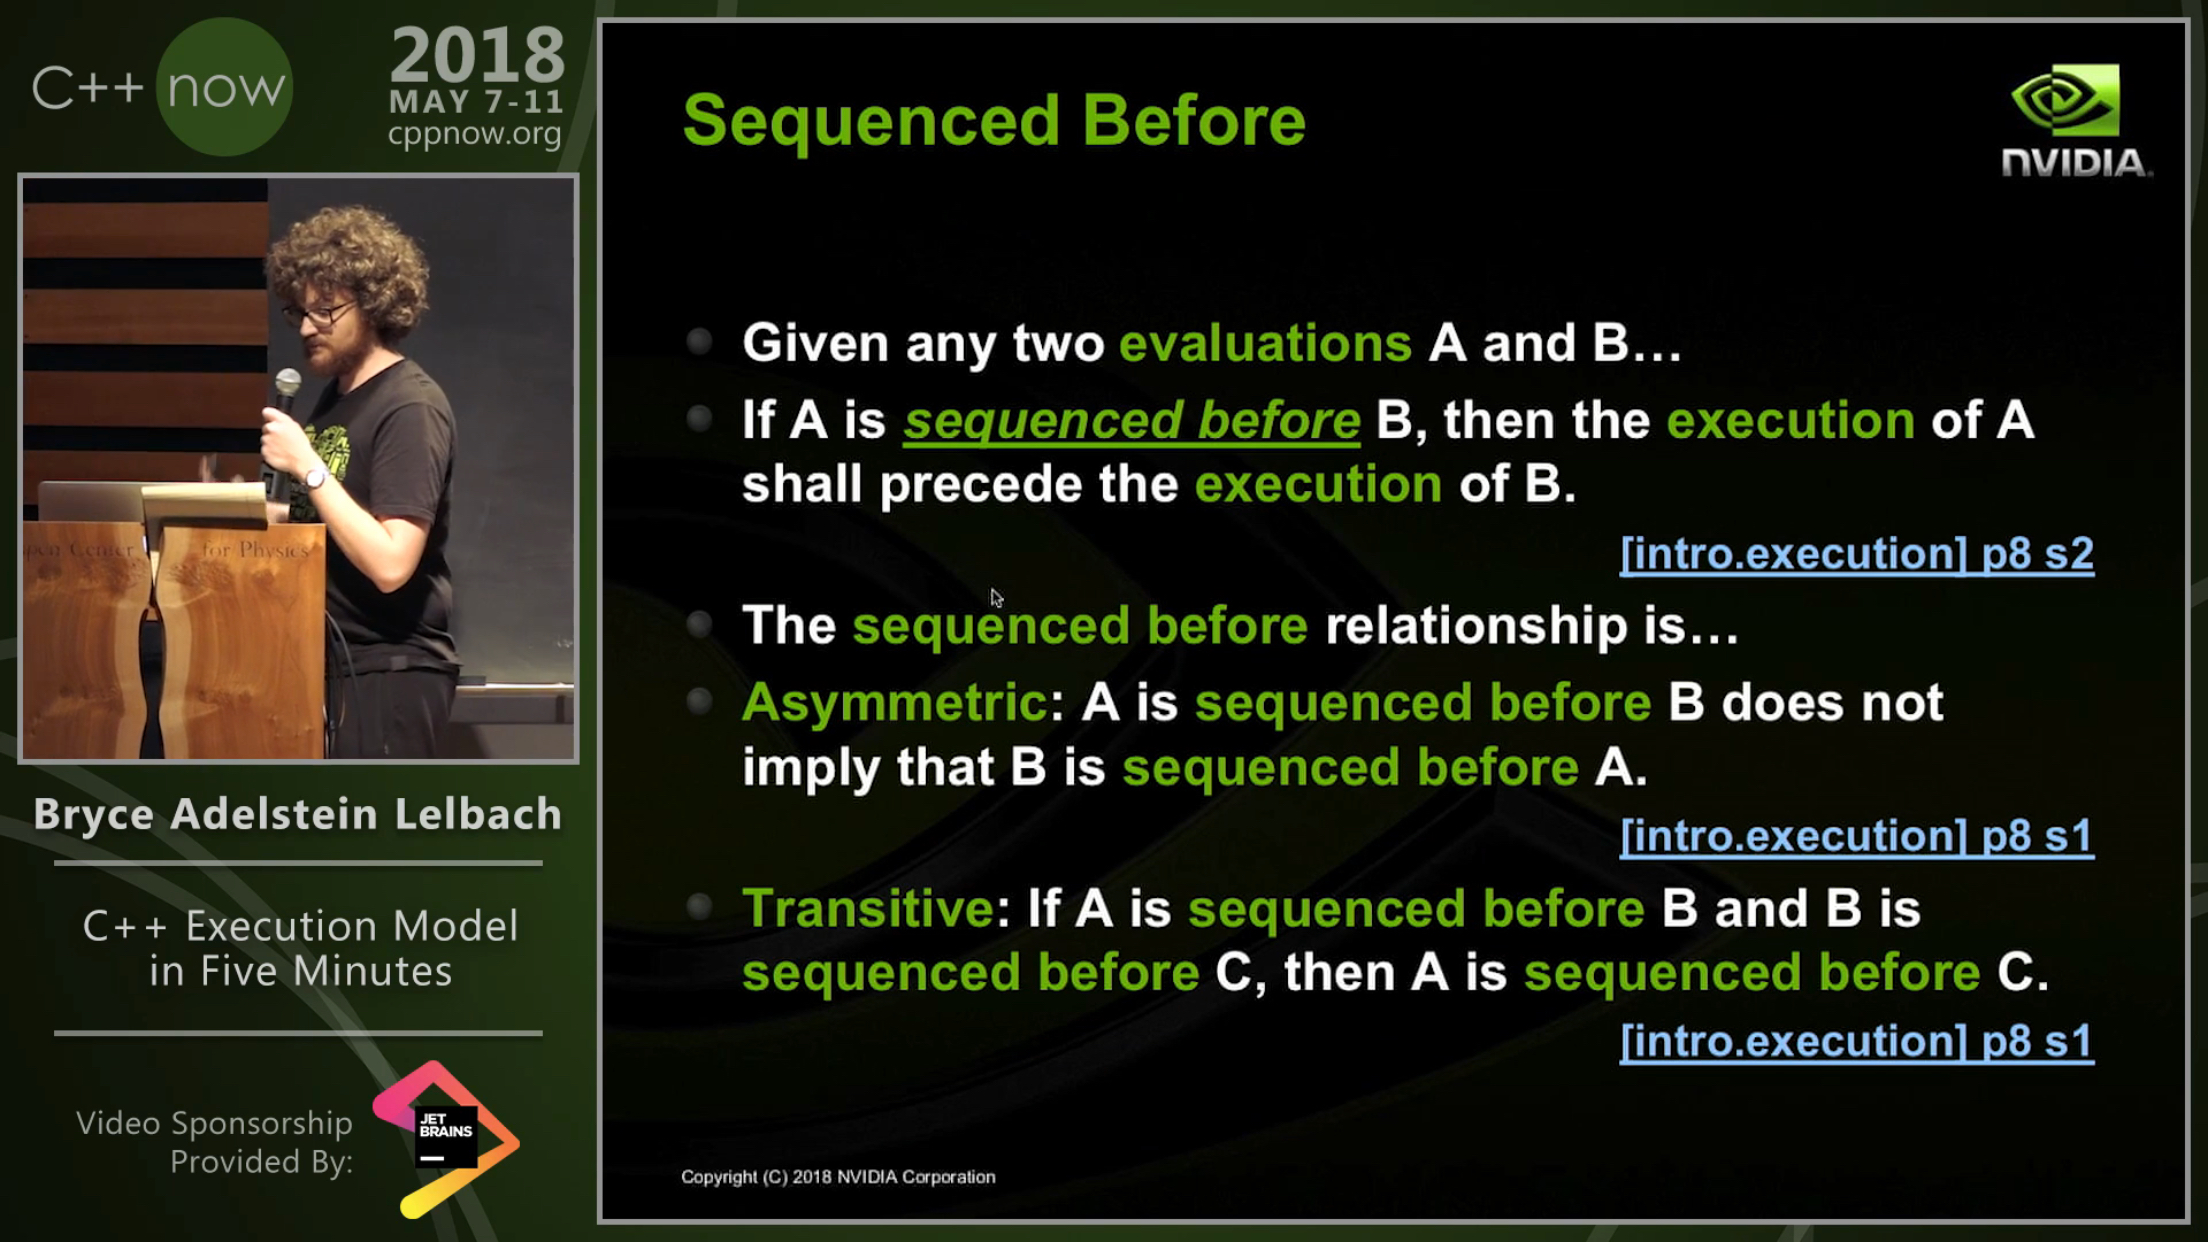 C++ now
2018
MAY 7-11
cppnow.org
for Physics
Bryce Adelstein Lelbach
C++ Execution Model
in Five Minutes
Video Sponsorship
Provided By:
JET
BRAINS
Sequenced Before
NVIDIA.
Given any two evaluations A and B...
If A is sequenced before B, then the execution of A
shall precede the execution of B.
[intro.execution] p8 s2
The sequenced before relationship is...
Asymmetric: A is sequenced before B does not
imply that B is sequenced before A.
[intro.execution] p8 s1
Transitive: If A is sequenced before B and B is
sequenced before C, then A is sequenced before C.
[intro.execution] p8 s1
Copyright (C) 2018 NVIDIA Corporation